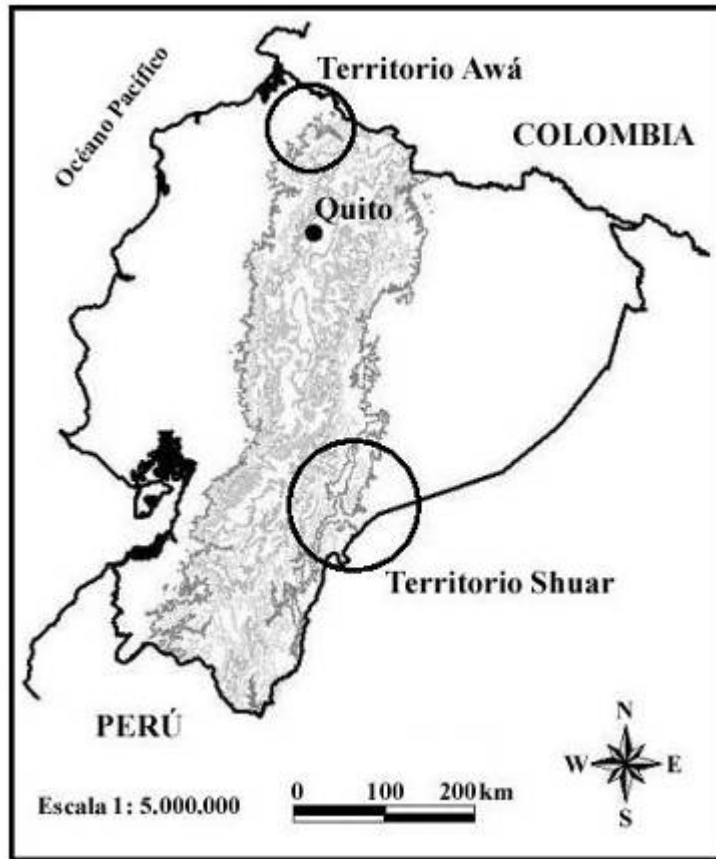 Territorio Awá
Océano Pacífico
COLOMBIA
Quito
Territorio Shuar
PERÚ
N
W E
S
0 100 200 km
Escala 1: 5.000.000